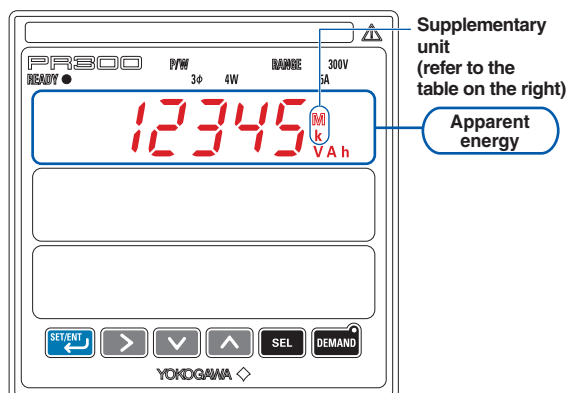 Supplementary
unit
(refer to the
table on the right)
PR300 P/W RANGE 300V
READY 3φ 4W 5A
12345 M
k
VAh
Apparent
energy
SET/ENT
SEL
DEMAND
YOKOGAWA